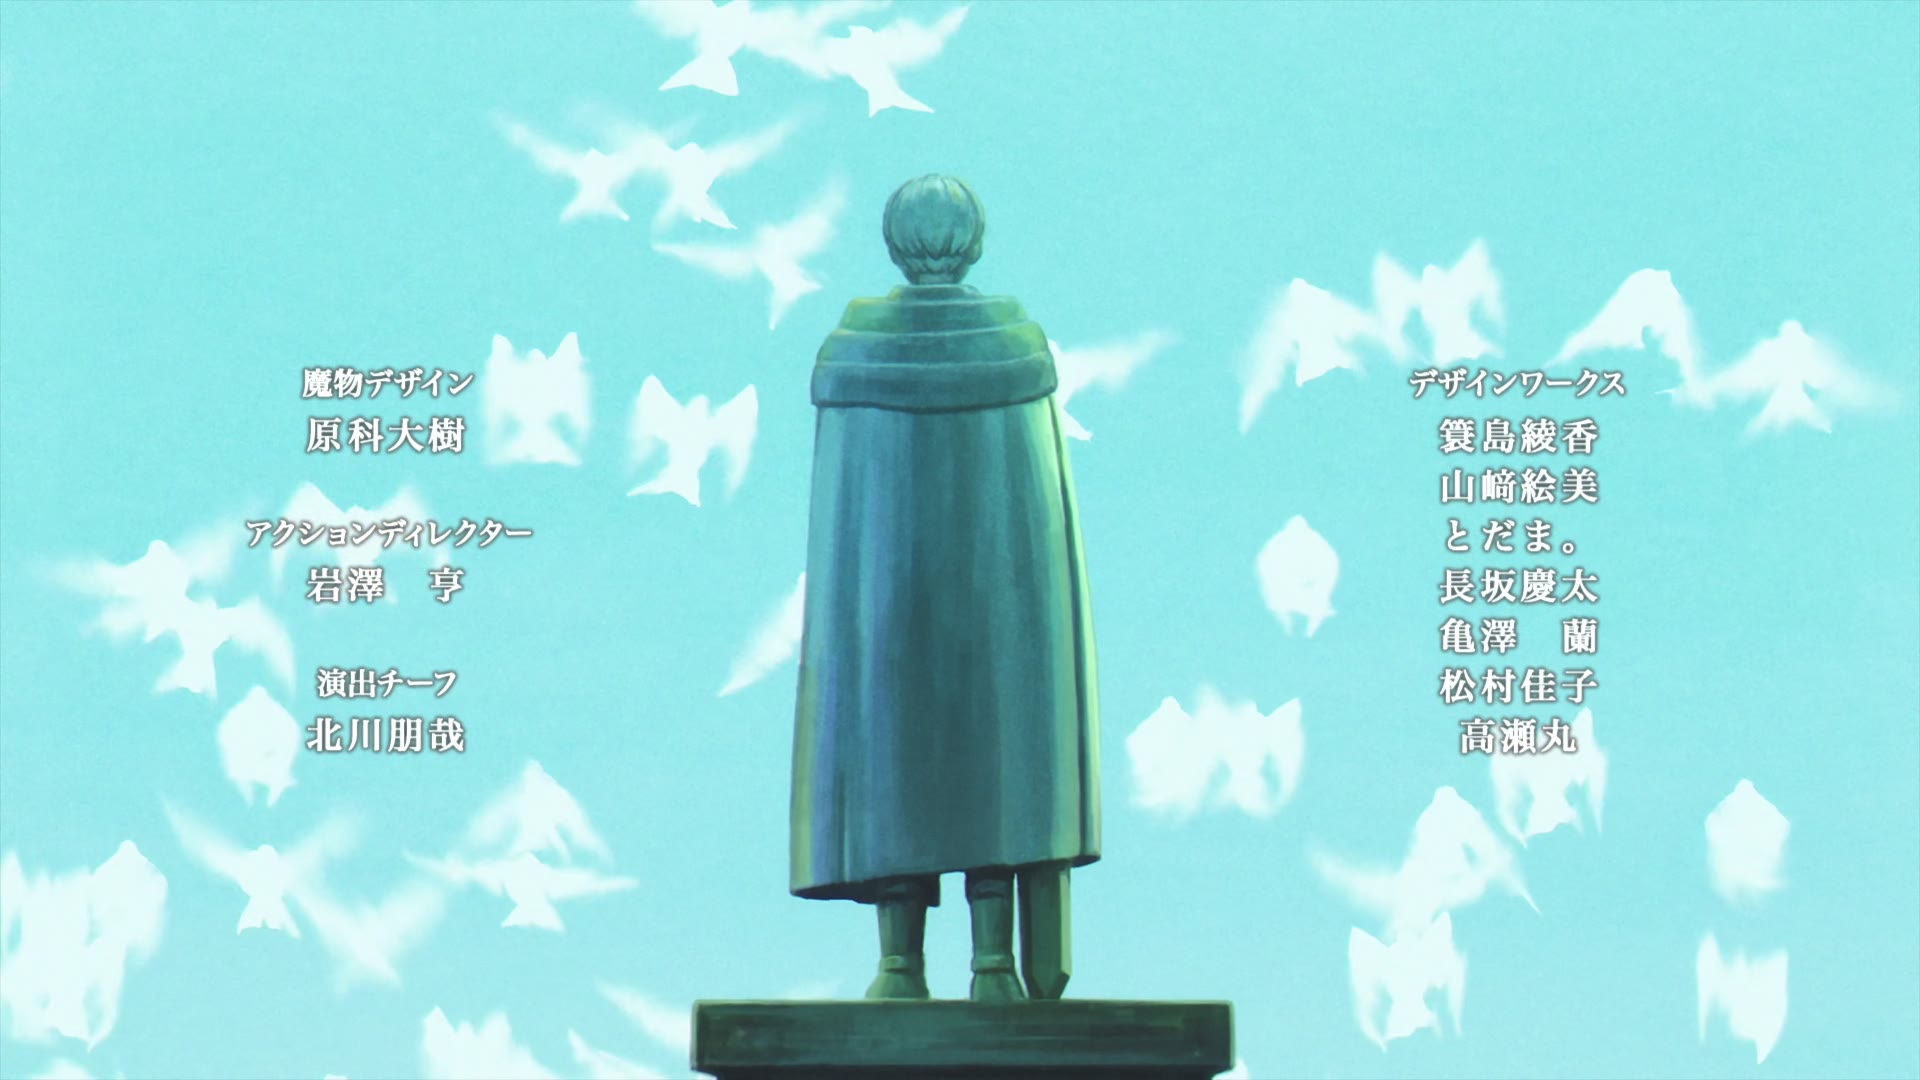 魔物デザイン
原科大樹
アクションディレクター
岩澤　亨
演出チーフ
北川朋哉
デザインワークス
簑島綾香
山﨑絵美
とだま。
長坂慶太
亀澤　蘭
松村佳子
高瀬丸